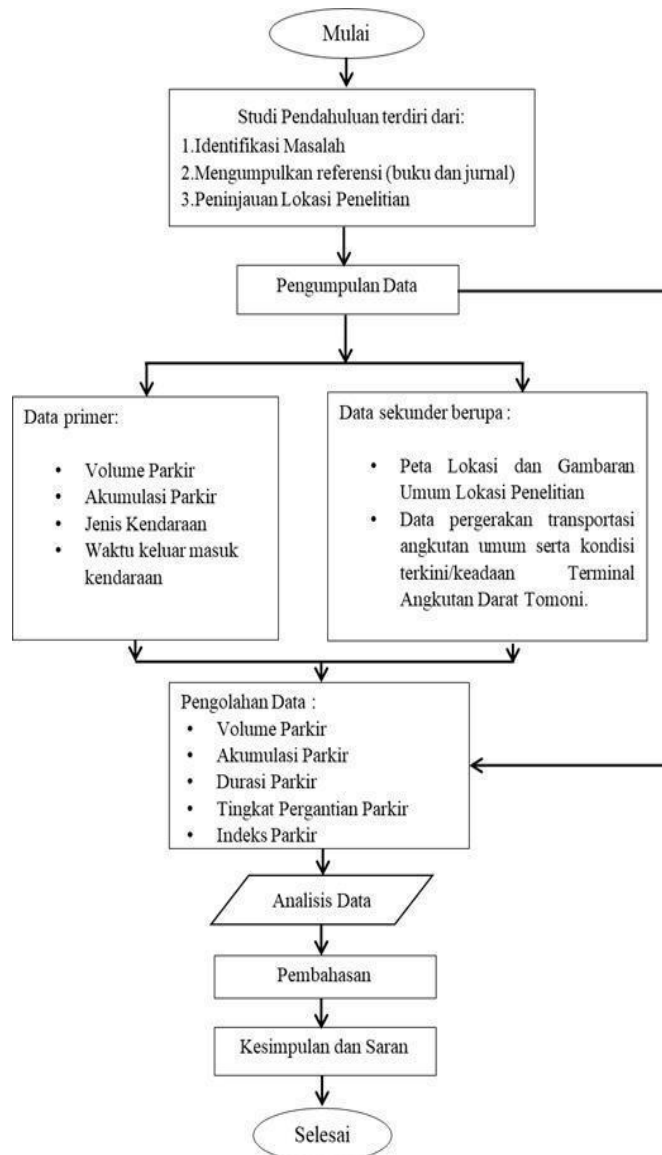 Mulai
Studi Pendahuluan terdiri dari:
1.Identifikasi Masalah
2.Mengumpulkan referensi (buku dan jurnal)
3.Peninjauan Lokasi Penelitian
Pengumpulan Data
Data primer:
• Volume Parkir
• Akumulasi Parkir
• Jenis Kendaraan
• Waktu keluar masuk
kendaraan
Data sekunder berupa :
• Peta Lokasi dan Gambaran
Umum Lokasi Penelitian
• Data pergerakan transportasi
angkutan umum serta kondisi
terkini/keadaan Terminal
Angkutan Darat Tomoni.
Pengolahan Data :
• Volume Parkir
• Akumulasi Parkir
• Durasi Parkir
• Tingkat Pergantian Parkir
• Indeks Parkir
Analisis Data
Pembahasan
Kesimpulan dan Saran
Selesai